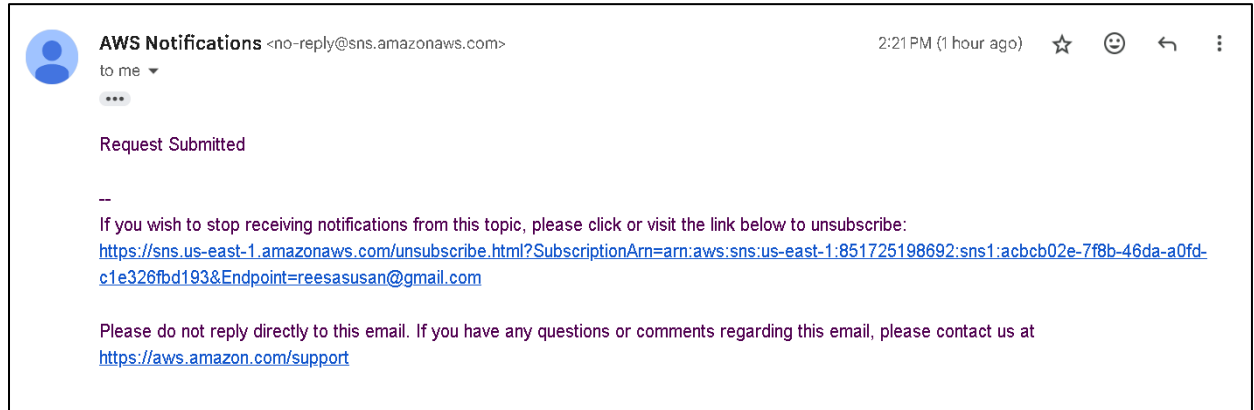 AWS Notifications <no-reply@sns.amazonaws.com> 2:21 PM (1 hour ago)
to me
Request Submitted
--
If you wish to stop receiving notifications from this topic, please click or visit the link below to unsubscribe:
https://sns.us-east-1.amazonaws.com/unsubscribe.html?SubscriptionArn=arn:aws:sns:us-east-1:851725198692:sns1:acbcb02e-7f8b-46da-a0fd-
c1e326fbd193&Endpoint=reesasusan@gmail.com
Please do not reply directly to this email. If you have any questions or comments regarding this email, please contact us at
https://aws.amazon.com/support